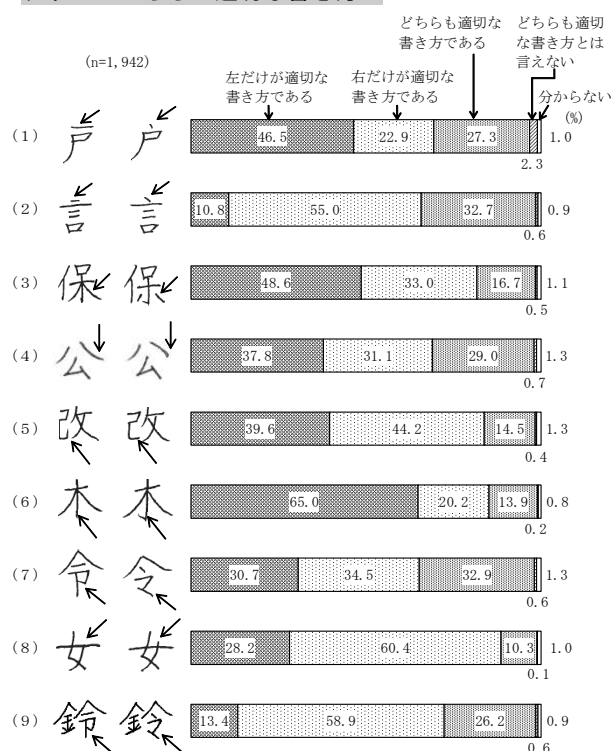 (n=1,942)
左だけが適切な
書き方である
右だけが適切な
書き方である
どちらも適切な
書き方である
どちらも適切
な書き方とは
言えない
分からない
(%)
(1) 戸 戸 46.5 22.9 27.3 2.3 1.0
(2) 言 言 10.8 55.0 32.7 0.6 0.9
(3) 保 保 48.6 33.0 16.7 0.5 1.1
(4) 公 公 37.8 31.1 29.0 0.7 1.3
(5) 改 改 39.6 44.2 14.5 0.4 1.3
(6) 木 木 65.0 20.2 13.9 0.2 0.8
(7) 令 令 30.7 34.5 32.9 0.6 1.3
(8) 女 女 28.2 60.4 10.3 0.1 1.0
(9) 鈴 鈴 13.4 58.9 26.2 0.6 0.9